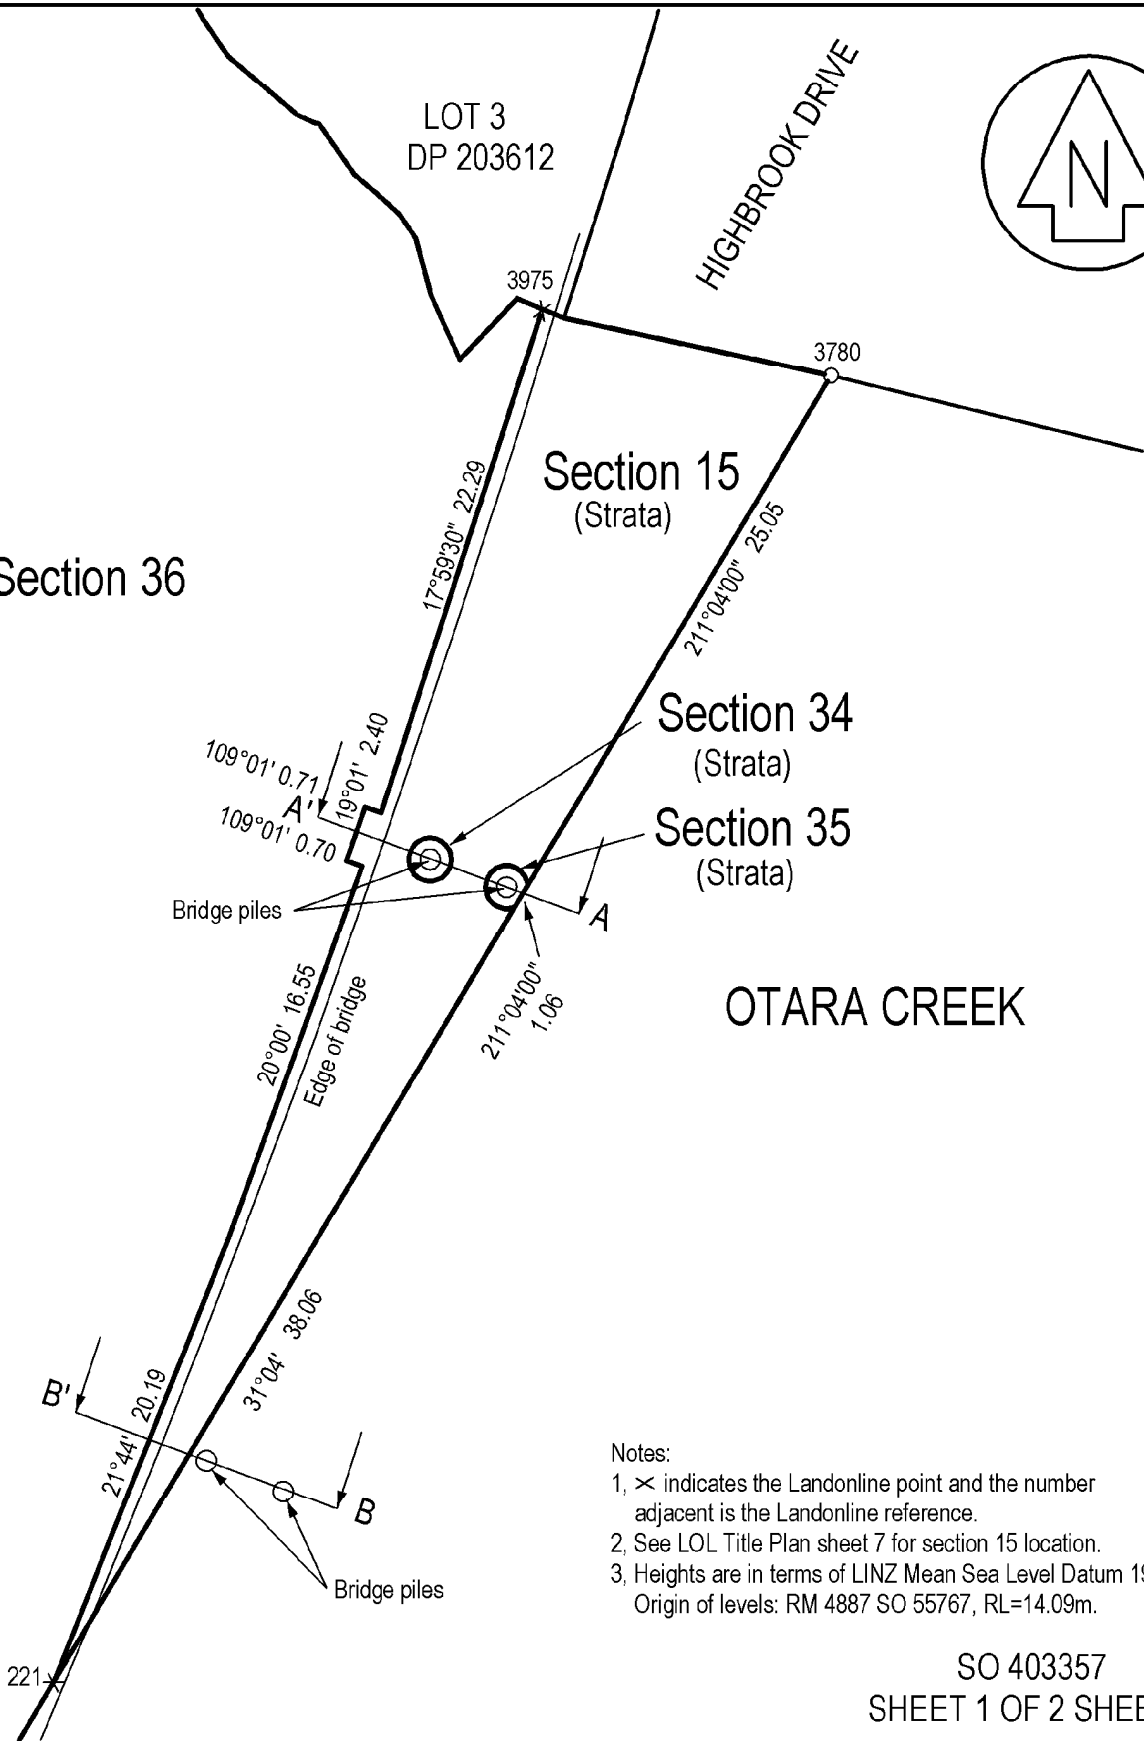 LOT 3
DP 203612
HIGHBROOK DRIVE
N
3975
3780
Section 15
(Strata)
17°59'30" 22.29
211°04'00" 25.05
Section 36
Section 34
(Strata)
109°01' 0.71
19°01' 2.40
A'
109°01' 0.70
Section 35
(Strata)
Bridge piles
A
211°04'00"
1.06
20°00' 16.55
Edge of bridge
OTARA CREEK
31°04' 38.06
B'
21°44' 20.19
B
Bridge piles
Notes:
1, × indicates the Landonline point and the number
adjacent is the Landonline reference.
2, See LOL Title Plan sheet 7 for section 15 location.
3, Heights are in terms of LINZ Mean Sea Level Datum
Origin of levels: RM 4887 SO 55767, RL=14.09m.
221
SO 403357
SHEET 1 OF 2